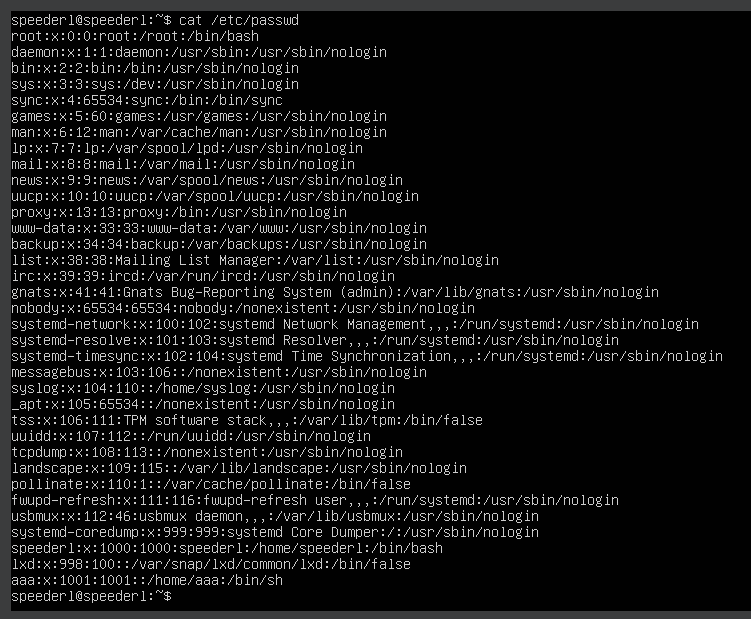 speederl@speederl:~$ cat /etc/passwd
root:x:0:0:root:/root:/bin/bash
daemon:x:1:1:daemon:/usr/sbin:/usr/sbin/nologin
bin:x:2:2:bin:/bin:/usr/sbin/nologin
sys:x:3:3:sys:/dev:/usr/sbin/nologin
sync:x:4:65534:sync:/bin:/bin/sync
games:x:5:60:games:/usr/games:/usr/sbin/nologin
man:x:6:12:man:/var/cache/man:/usr/sbin/nologin
lp:x:7:7:lp:/var/spool/lpd:/usr/sbin/nologin
mail:x:8:8:mail:/var/mail:/usr/sbin/nologin
news:x:9:9:news:/var/spool/news:/usr/sbin/nologin
uucp:x:10:10:uucp:/var/spool/uucp:/usr/sbin/nologin
proxy:x:13:13:proxy:/bin:/usr/sbin/nologin
www-data:x:33:33:www-data:/var/www:/usr/sbin/nologin
backup:x:34:34:backup:/var/backups:/usr/sbin/nologin
list:x:38:38:Mailing List Manager:/var/list:/usr/sbin/nologin
irc:x:39:39:ircd:/var/run/ircd:/usr/sbin/nologin
gnats:x:41:41:Gnats Bug-Reporting System (admin):/var/lib/gnats:/usr/sbin/nologin
nobody:x:65534:65534:nobody:/nonexistent:/usr/sbin/nologin
systemd-network:x:100:102:systemd Network Management,,,:/run/systemd:/usr/sbin/nologin
systemd-resolve:x:101:103:systemd Resolver,,,:/run/systemd:/usr/sbin/nologin
systemd-timesync:x:102:104:systemd Time Synchronization,,,:/run/systemd:/usr/sbin/nologin
messagebus:x:103:106::/nonexistent:/usr/sbin/nologin
syslog:x:104:110::/home/syslog:/usr/sbin/nologin
_apt:x:105:65534::/nonexistent:/usr/sbin/nologin
tss:x:106:111:TPM software stack,,,:/var/lib/tpm:/bin/false
uuidd:x:107:112::/run/uuidd:/usr/sbin/nologin
tcpdump:x:108:113::/nonexistent:/usr/sbin/nologin
landscape:x:109:115::/var/lib/landscape:/usr/sbin/nologin
pollinate:x:110:1::/var/cache/pollinate:/bin/false
fwupd-refresh:x:111:116:fwupd-refresh user,,,:/run/systemd:/usr/sbin/nologin
usbmux:x:112:46:usbmux daemon,,,:/var/lib/usbmux:/usr/sbin/nologin
systemd-coredump:x:999:999:systemd Core Dumper:/:/usr/sbin/nologin
speederl:x:1000:1000:speederl:/home/speederl:/bin/bash
lxd:x:998:100::/var/snap/lxd/common/lxd:/bin/false
aaa:x:1001:1001::/home/aaa:/bin/sh
speederl@speederl:~$